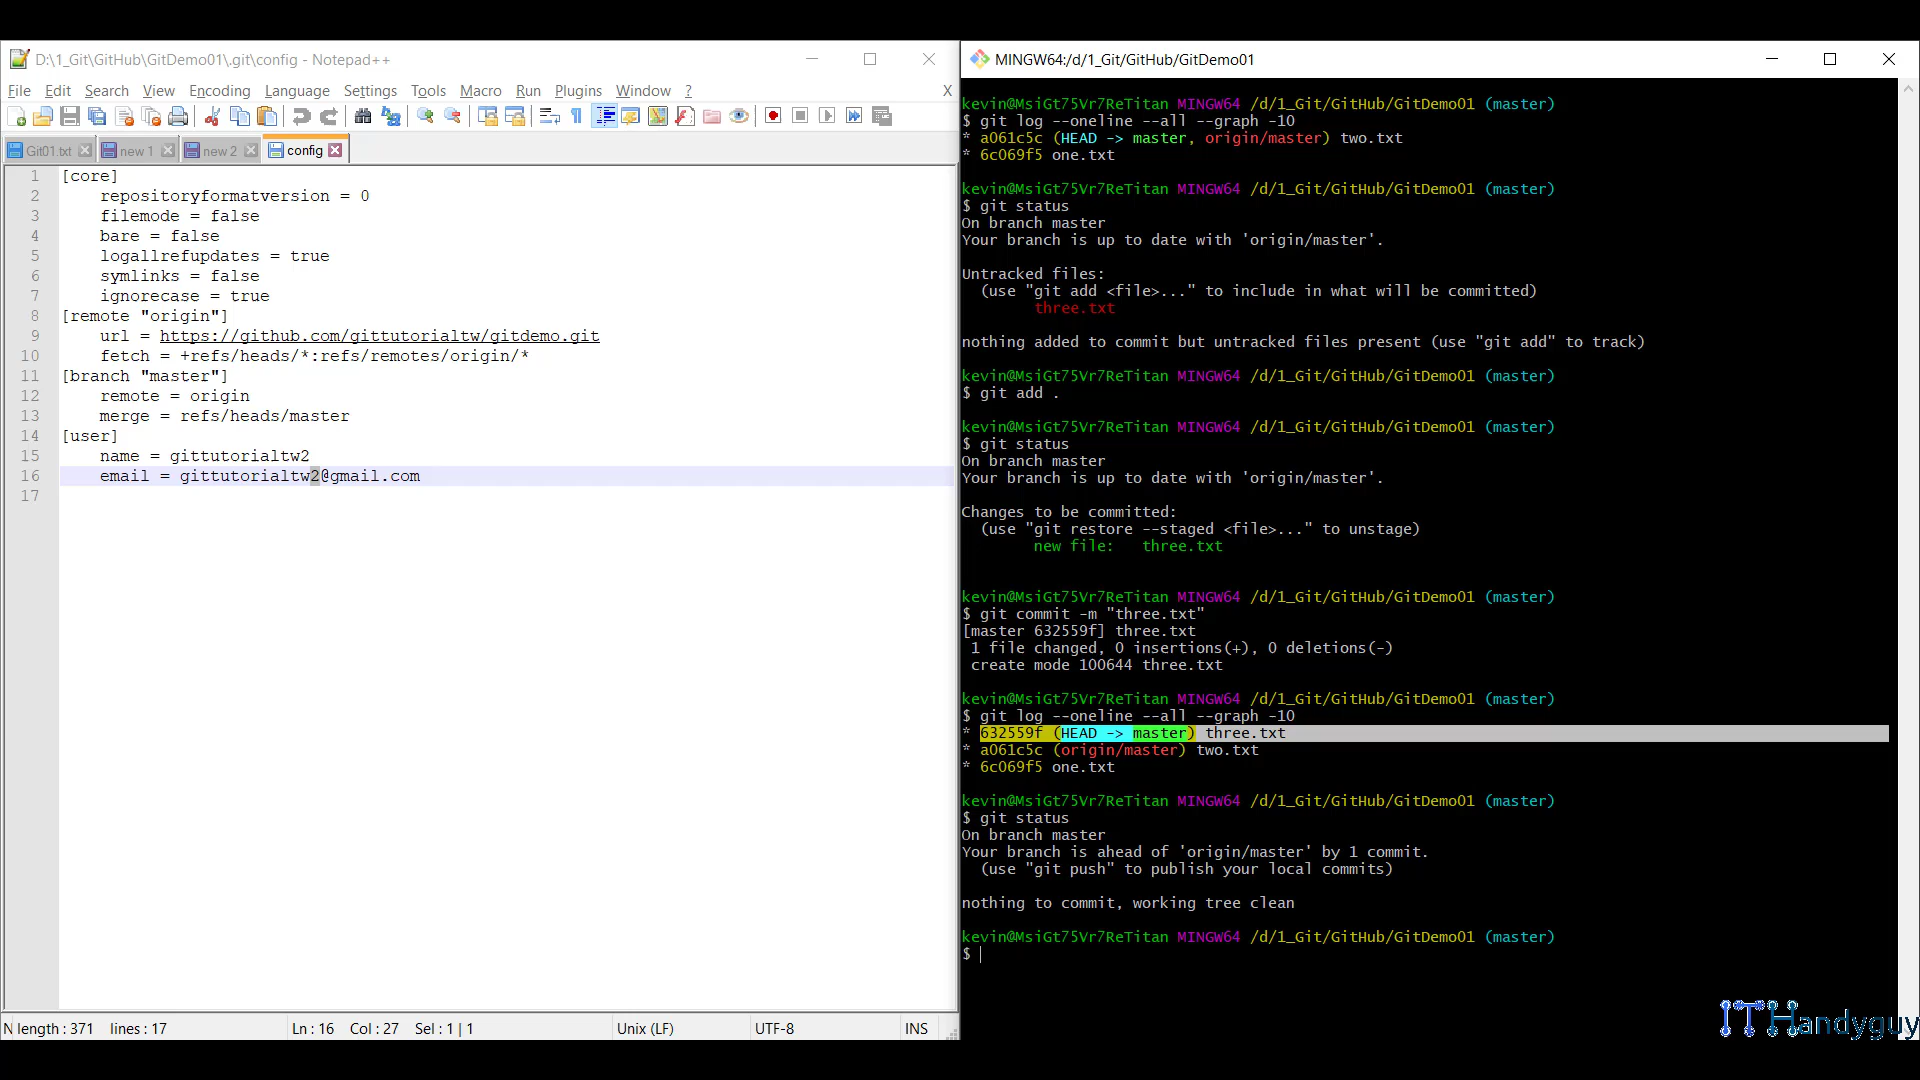 D:\1_Git\GitHub\GitDemo01\.git\config - Notepad++
File Edit Search View Encoding Language Settings Tools Macro Run Plugins Window ? X
Git01.txt new 1 new 2 config
1 [core]
2 repositoryformatversion = 0
3 filemode = false
4 bare = false
5 logallrefupdates = true
6 symlinks = false
7 ignorecase = true
8 [remote "origin"]
9 url = https://github.com/gittutorialtw/gitdemo.git
10 fetch = +refs/heads/*:refs/remotes/origin/*
11 [branch "master"]
12 remote = origin
13 merge = refs/heads/master
14 [user]
15 name = gittutorialtw2
16 email = gittutorialtw2@gmail.com
17
N length : 371 lines : 17 Ln : 16 Col : 27 Sel : 1 | 1 Unix (LF) UTF-8 INS
MINGW64:/d/1_Git/GitHub/GitDemo01
kevin@MsiGt75Vr7ReTitan MINGW64 /d/1_Git/GitHub/GitDemo01 (master)
$ git log --oneline --all --graph -10
* a061c5c (HEAD -> master, origin/master) two.txt
* 6c069f5 one.txt
kevin@MsiGt75Vr7ReTitan MINGW64 /d/1_Git/GitHub/GitDemo01 (master)
$ git status
On branch master
Your branch is up to date with 'origin/master'.
Untracked files:
(use "git add <file>..." to include in what will be committed)
three.txt
nothing added to commit but untracked files present (use "git add" to track)
kevin@MsiGt75Vr7ReTitan MINGW64 /d/1_Git/GitHub/GitDemo01 (master)
$ git add .
kevin@MsiGt75Vr7ReTitan MINGW64 /d/1_Git/GitHub/GitDemo01 (master)
$ git status
On branch master
Your branch is up to date with 'origin/master'.
Changes to be committed:
(use "git restore --staged <file>..." to unstage)
new file: three.txt
kevin@MsiGt75Vr7ReTitan MINGW64 /d/1_Git/GitHub/GitDemo01 (master)
$ git commit -m "three.txt"
[master 632559f] three.txt
1 file changed, 0 insertions(+), 0 deletions(-)
create mode 100644 three.txt
kevin@MsiGt75Vr7ReTitan MINGW64 /d/1_Git/GitHub/GitDemo01 (master)
$ git log --oneline --all --graph -10
* 632559f (HEAD -> master) three.txt
* a061c5c (origin/master) two.txt
* 6c069f5 one.txt
kevin@MsiGt75Vr7ReTitan MINGW64 /d/1_Git/GitHub/GitDemo01 (master)
$ git status
On branch master
Your branch is ahead of 'origin/master' by 1 commit.
(use "git push" to publish your local commits)
nothing to commit, working tree clean
kevin@MsiGt75Vr7ReTitan MINGW64 /d/1_Git/GitHub/GitDemo01 (master)
$
ITHandyguy